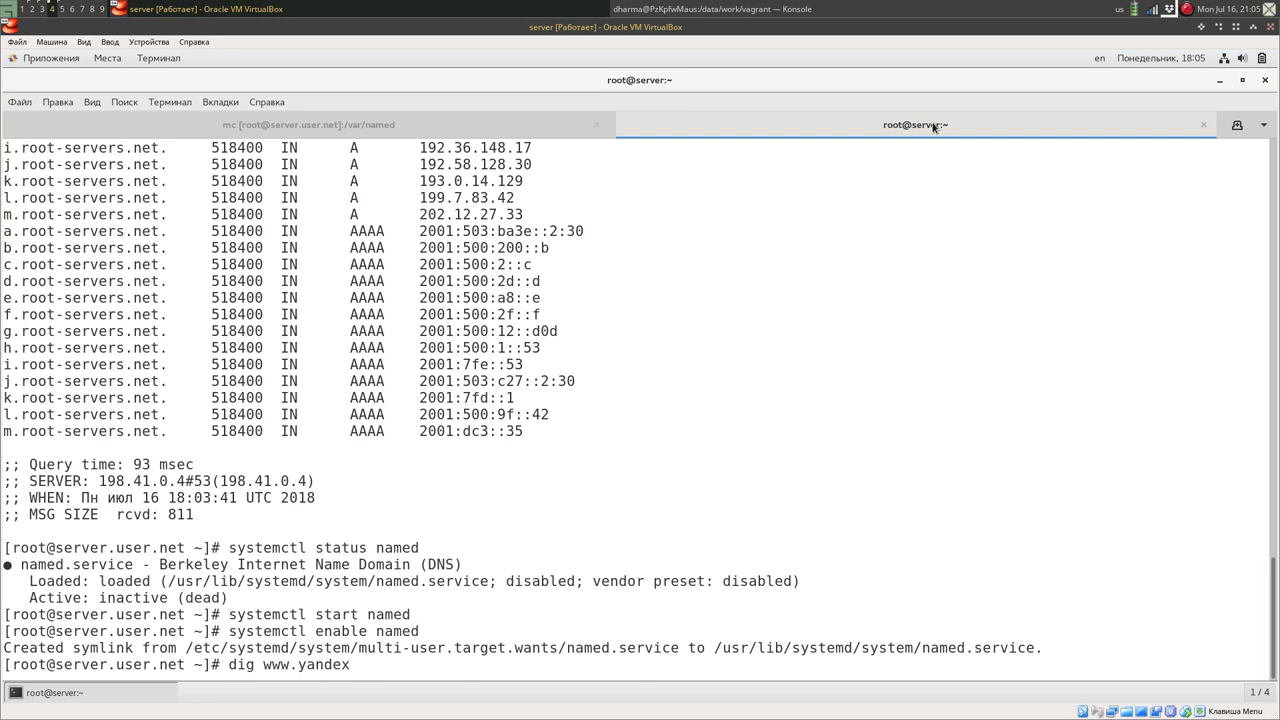 1 2 3 4 5 6 7 8 9 server [Работает] - Oracle VM VirtualBox dharma@PzKpfwMaus:/data/work/vagrant — Konsole us Mon Jul 16, 21:05
server [Работает] - Oracle VM VirtualBox
Файл Машина Вид Ввод Устройства Справка
Приложения Места Терминал en Понедельник, 18:05
root@server:~
Файл Правка Вид Поиск Терминал Вкладки Справка
mc [root@server.user.net]:/var/named × root@server:~ ×
i.root-servers.net. 518400 IN A 192.36.148.17
j.root-servers.net. 518400 IN A 192.58.128.30
k.root-servers.net. 518400 IN A 193.0.14.129
l.root-servers.net. 518400 IN A 199.7.83.42
m.root-servers.net. 518400 IN A 202.12.27.33
a.root-servers.net. 518400 IN AAAA 2001:503:ba3e::2:30
b.root-servers.net. 518400 IN AAAA 2001:500:200::b
c.root-servers.net. 518400 IN AAAA 2001:500:2::c
d.root-servers.net. 518400 IN AAAA 2001:500:2d::d
e.root-servers.net. 518400 IN AAAA 2001:500:a8::e
f.root-servers.net. 518400 IN AAAA 2001:500:2f::f
g.root-servers.net. 518400 IN AAAA 2001:500:12::d0d
h.root-servers.net. 518400 IN AAAA 2001:500:1::53
i.root-servers.net. 518400 IN AAAA 2001:7fe::53
j.root-servers.net. 518400 IN AAAA 2001:503:c27::2:30
k.root-servers.net. 518400 IN AAAA 2001:7fd::1
l.root-servers.net. 518400 IN AAAA 2001:500:9f::42
m.root-servers.net. 518400 IN AAAA 2001:dc3::35
;; Query time: 93 msec
;; SERVER: 198.41.0.4#53(198.41.0.4)
;; WHEN: Пн июл 16 18:03:41 UTC 2018
;; MSG SIZE rcvd: 811
[root@server.user.net ~]# systemctl status named
● named.service - Berkeley Internet Name Domain (DNS)
Loaded: loaded (/usr/lib/systemd/system/named.service; disabled; vendor preset: disabled)
Active: inactive (dead)
[root@server.user.net ~]# systemctl start named
[root@server.user.net ~]# systemctl enable named
Created symlink from /etc/systemd/system/multi-user.target.wants/named.service to /usr/lib/systemd/system/named.service.
[root@server.user.net ~]# dig www.yandex
root@server:~ 1 / 4
Клавиша Menu